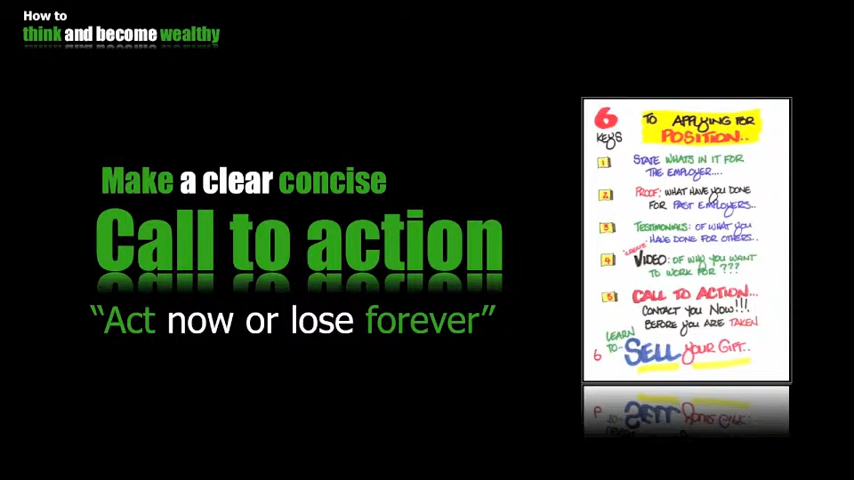 How to
think and become wealthy
Make a clear concise
Call to action
“Act now or lose forever”
6 KEYS
TO APPLYING FOR
POSITION..
1 STATE WHATS IN IT FOR
THE EMPLOYER....
2 PROOF; WHAT HAVE YOU DONE
FOR PAST EMPLOYERS..
3 TESTIMONIALS: OF WHAT YOU
HAVE DONE FOR OTHERS..
4 "CREATE" VIDEO: OF WHY YOU WANT
TO WORK FOR ???
5 CALL TO ACTION...
CONTACT YOU NOW!!!
BEFORE YOU ARE TAKEN
6 LEARN TO- SELL YOUR GIFT..